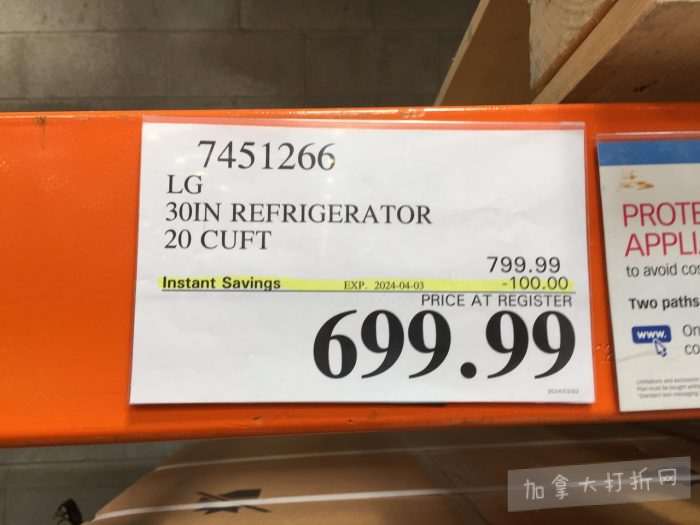 7451266
LG
30IN REFRIGERATOR
20 CUFT
799.99
Instant Savings EXP. 2024-04-03 -100.00
PRICE AT REGISTER
699.99
PROTE
APPLI
to avoid cos
Two paths
www. On
co
加拿大打折网